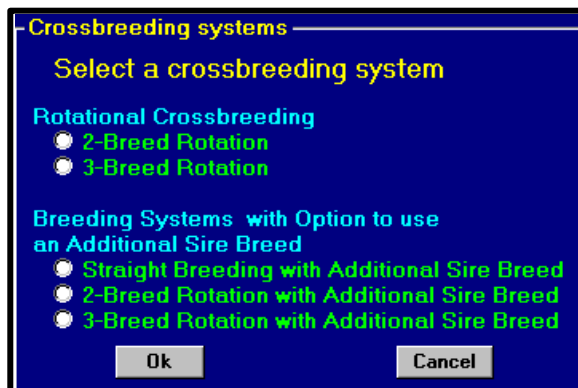 Crossbreeding systems
Select a crossbreeding system
Rotational Crossbreeding
2-Breed Rotation
3-Breed Rotation
Breeding Systems with Option to use
an Additional Sire Breed
Straight Breeding with Additional Sire Breed
2-Breed Rotation with Additional Sire Breed
3-Breed Rotation with Additional Sire Breed
Ok
Cancel